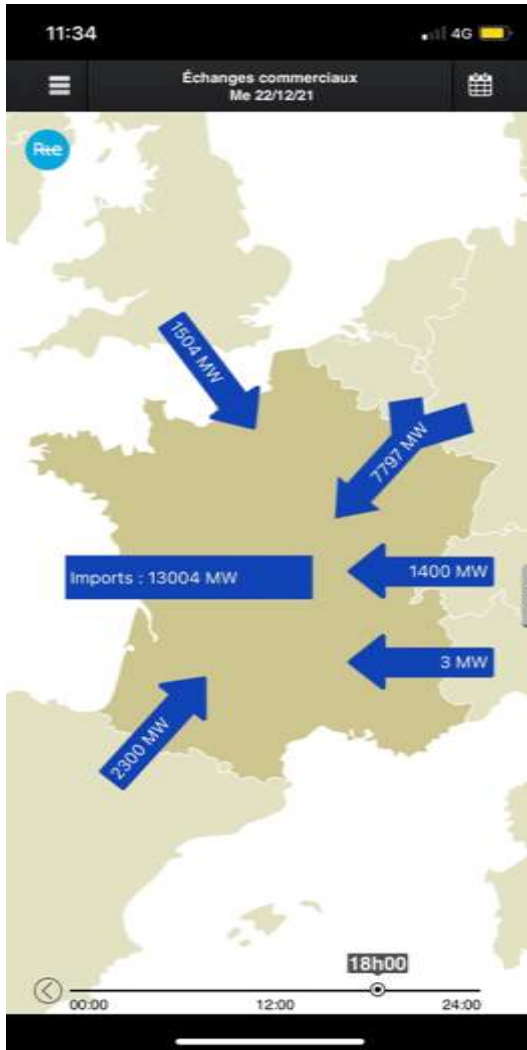 11:34
4G
Échanges commerciaux
Me 22/12/21
Rte
1504 MW
7797 MW
Imports : 13004 MW
1400 MW
3 MW
2300 MW
18h00
00:00
12:00
24:00